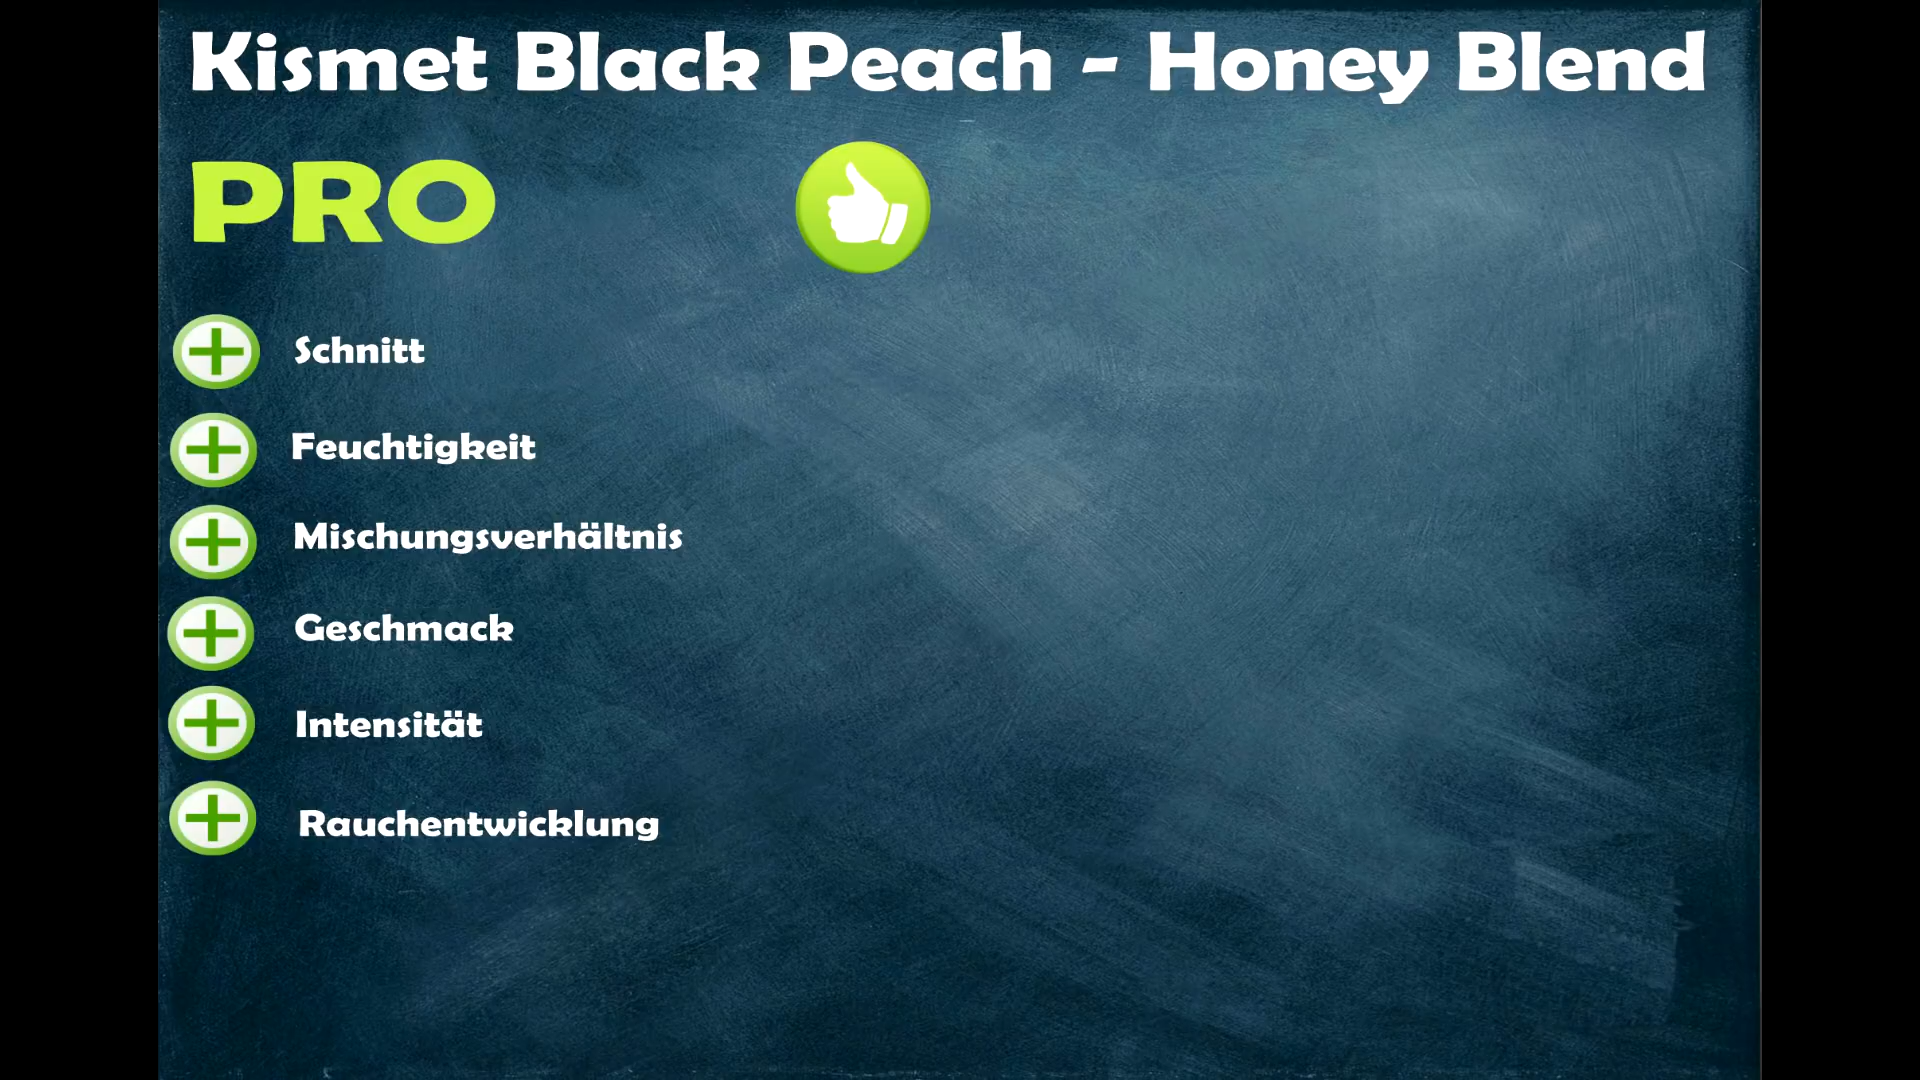 Kismet Black Peach - Honey Blend
PRO
Schnitt
Feuchtigkeit
Mischungsverhältnis
Geschmack
Intensität
Rauchentwicklung